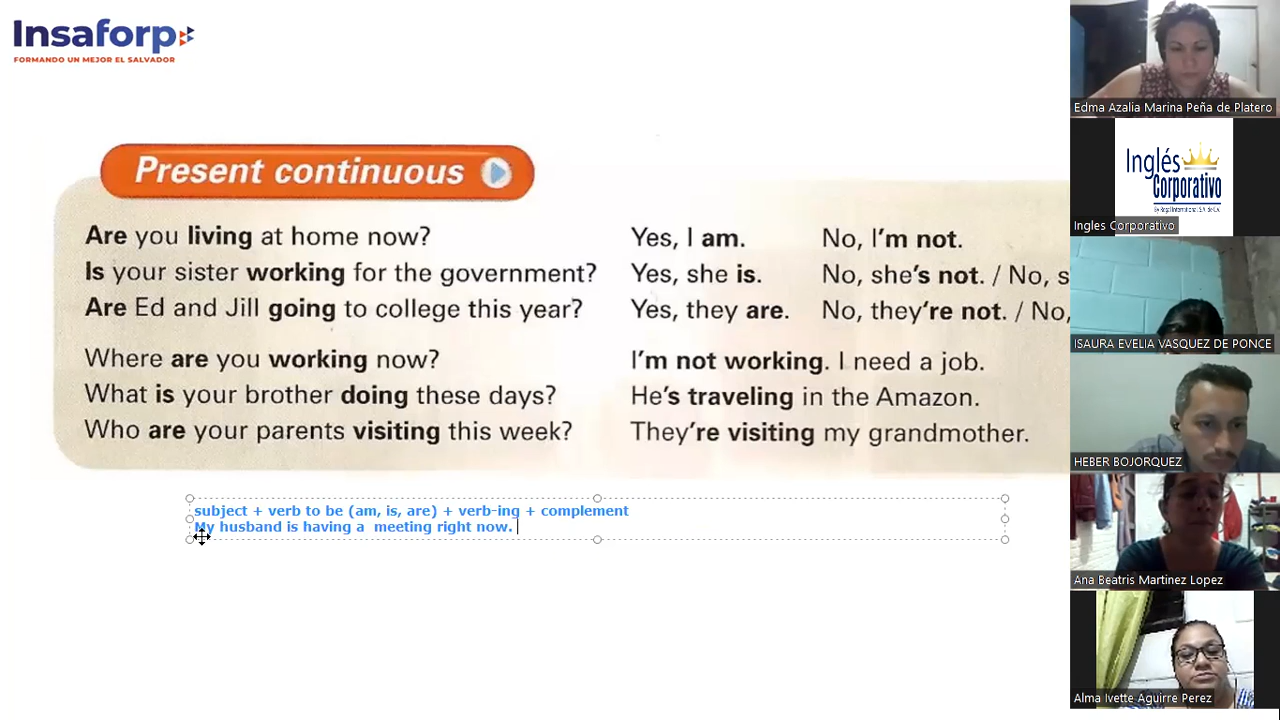 Insaforp
FORMANDO UN MEJOR EL SALVADOR
Present continuous
Are you living at home now? Yes, I am. No, I'm not.
Is your sister working for the government? Yes, she is. No, she's not. / No, s
Are Ed and Jill going to college this year? Yes, they are. No, they're not. / No,
Where are you working now? I'm not working. I need a job.
What is your brother doing these days? He's traveling in the Amazon.
Who are your parents visiting this week? They're visiting my grandmother.
subject + verb to be (am, is, are) + verb-ing + complement
My husband is having a  meeting right now.
Edma Azalia Marina Peña de Platero
Inglés
Corporativo
Ingles Corporativo
ISAURA EVELIA VASQUEZ DE PONCE
HEBER BOJORQUEZ
Ana Beatris Martinez Lopez
Alma Ivette Aguirre Perez